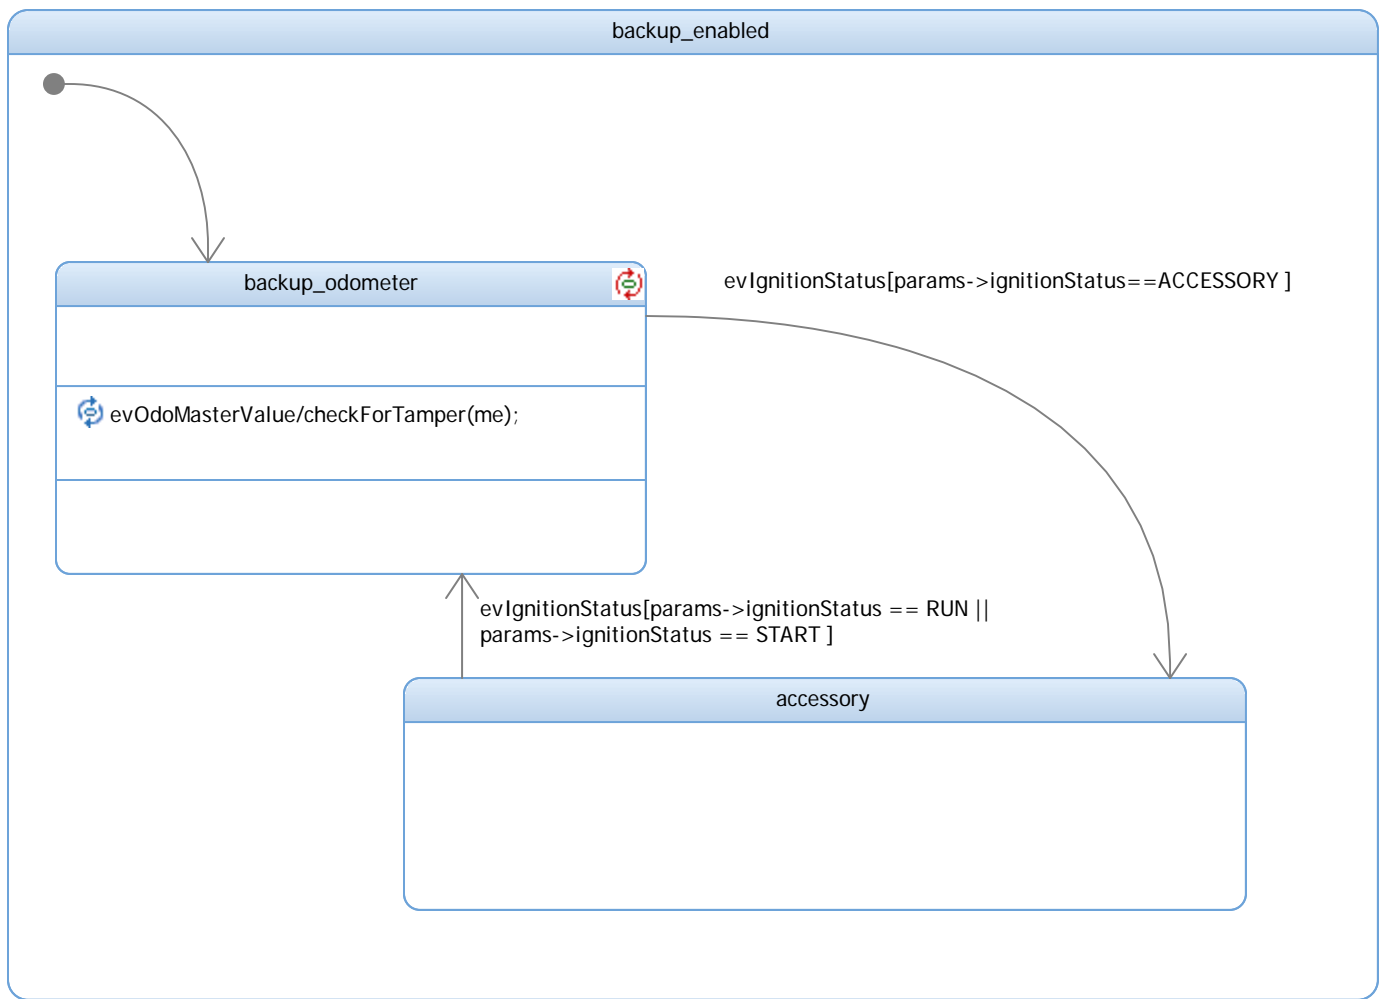 backup_enabled
backup_odometer
evIgnitionStatus[params->ignitionStatus==ACCESSORY ]
evOdoMasterValue/checkForTamper(me);
evIgnitionStatus[params->ignitionStatus == RUN ||
params->ignitionStatus == START ]
accessory